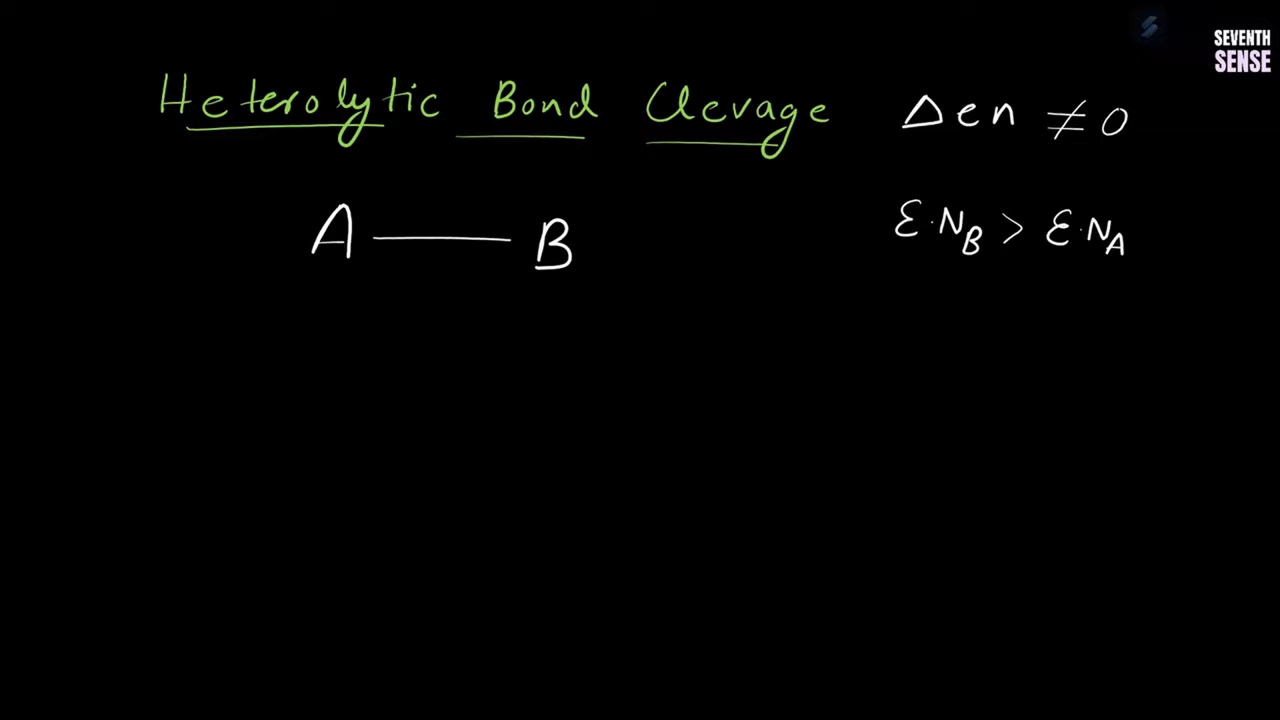 Heterolytic Bond Clevage Δen ≠ 0
A — B
E.N_B > E.N_A
SEVENTH
SENSE